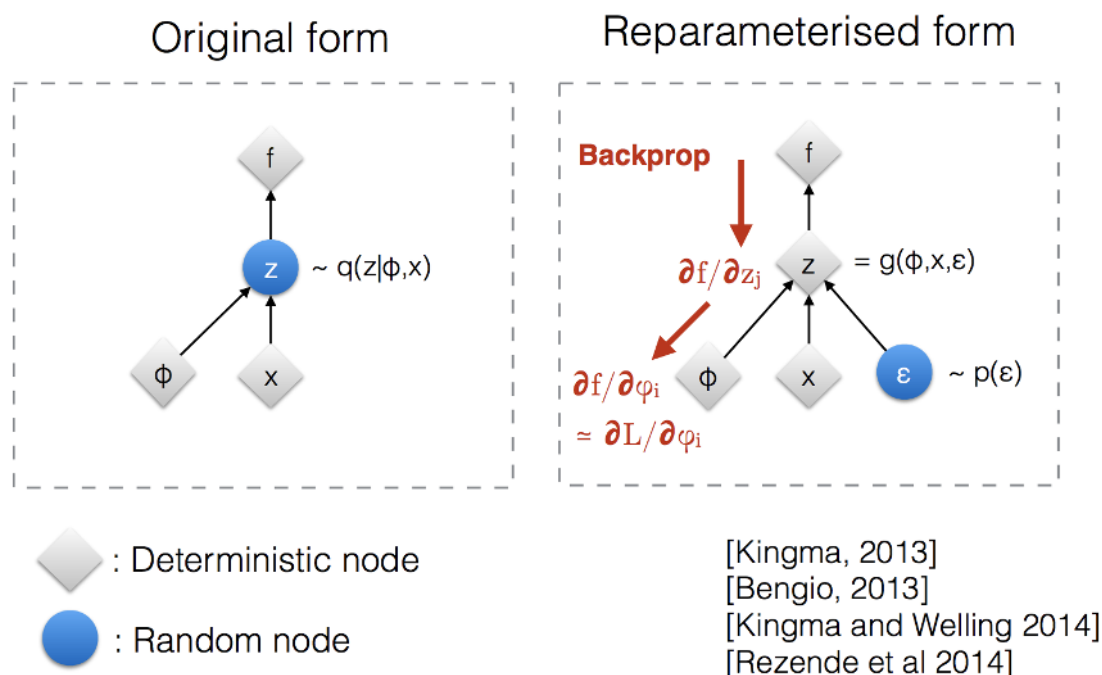 Original form
f
z
~ q(z|ϕ,x)
ϕ
x
Reparameterised form
Backprop
f
∂f/∂zⱼ
z
= g(ϕ,x,ε)
∂f/∂φᵢ
≃ ∂L/∂φᵢ
ϕ
x
ε
~ p(ε)
: Deterministic node
: Random node
[Kingma, 2013]
[Bengio, 2013]
[Kingma and Welling 2014]
[Rezende et al 2014]